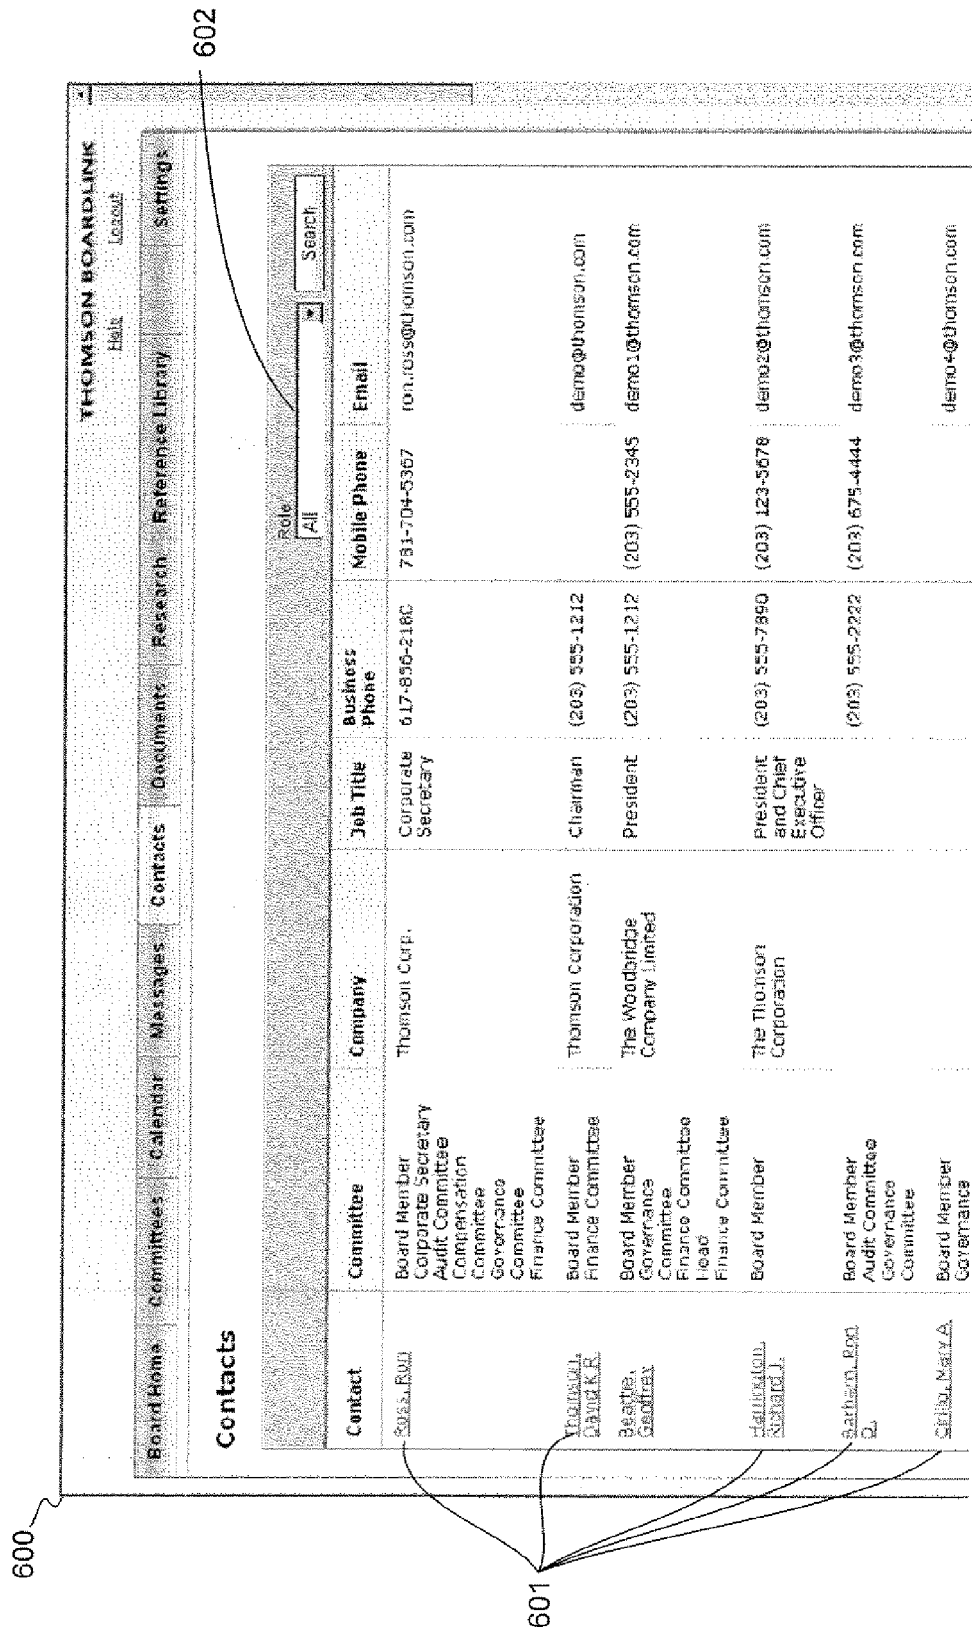 600
602
THOMSON BOARDLINK
Help Logout
Board Home Committees Calendar Messages Contacts Documents Research Reference Library Settings
Contacts
Role
All Search
Contact Committee Company Job Title Business Phone Mobile Phone Email
Ross, Ron
Board Member
Corporate Secretary
Audit Committee
Compensation
Committee
Governance
Committee
Finance Committee
Thomson Corp.
Corporate
Secretary
617-856-2180
781-704-5367
ron.ross@thomson.com
Thomson,
David K.R.
Board Member
Finance Committee
Thomson Corporation
Chairman
(203) 555-1212
demo@thomson.com
Beattie,
Geoffrey
Board Member
Governance
Committee
Finance Committee
Head
Finance Committee
The Woodbridge
Company Limited
President
(203) 555-1212
(203) 555-2345
demo1@thomson.com
Harrington,
Richard J.
Board Member
The Thomson
Corporation
President
and Chief
Executive
Officer
(203) 555-7890
(203) 123-5678
demo2@thomson.com
Barham, Rod
D.
Board Member
Audit Committee
Governance
Committee
(203) 555-2222
(203) 675-4444
demo3@thomson.com
Cirillo, Mary A.
Board Member
Governance
demo4@thomson.com
601